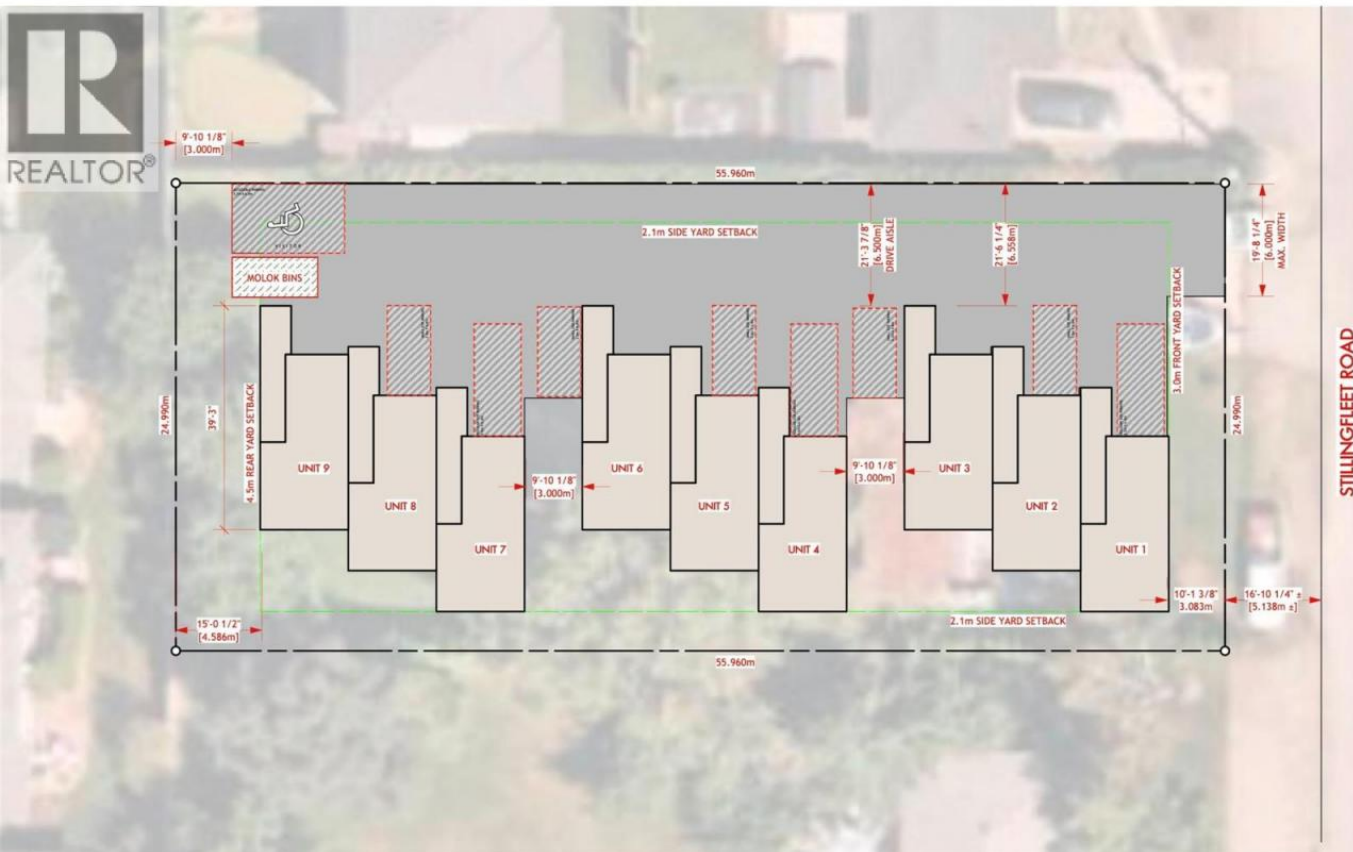 REALTOR®
9'-10 1/8"
[3.000m]
55.960m
VISITOR
MOLOK BINS
2.1m SIDE YARD SETBACK
21'-3 7/8"
[6.500m]
DRIVE AISLE
21'-6 1/4"
[6.558m]
19'-8 1/4"
[6.000m]
MAX. WIDTH
3.0m FRONT YARD SETBACK
STILLINGFLEET ROAD
24.990m
39'-3"
4.5m REAR YARD SETBACK
24.990m
UNIT 9
UNIT 8
UNIT 7
9'-10 1/8"
[3.000m]
UNIT 6
UNIT 5
UNIT 4
9'-10 1/8"
[3.000m]
UNIT 3
UNIT 2
UNIT 1
15'-0 1/2"
[4.586m]
2.1m SIDE YARD SETBACK
10'-1 3/8"
3.083m
16'-10 1/4" ±
[5.138m ±]
55.960m